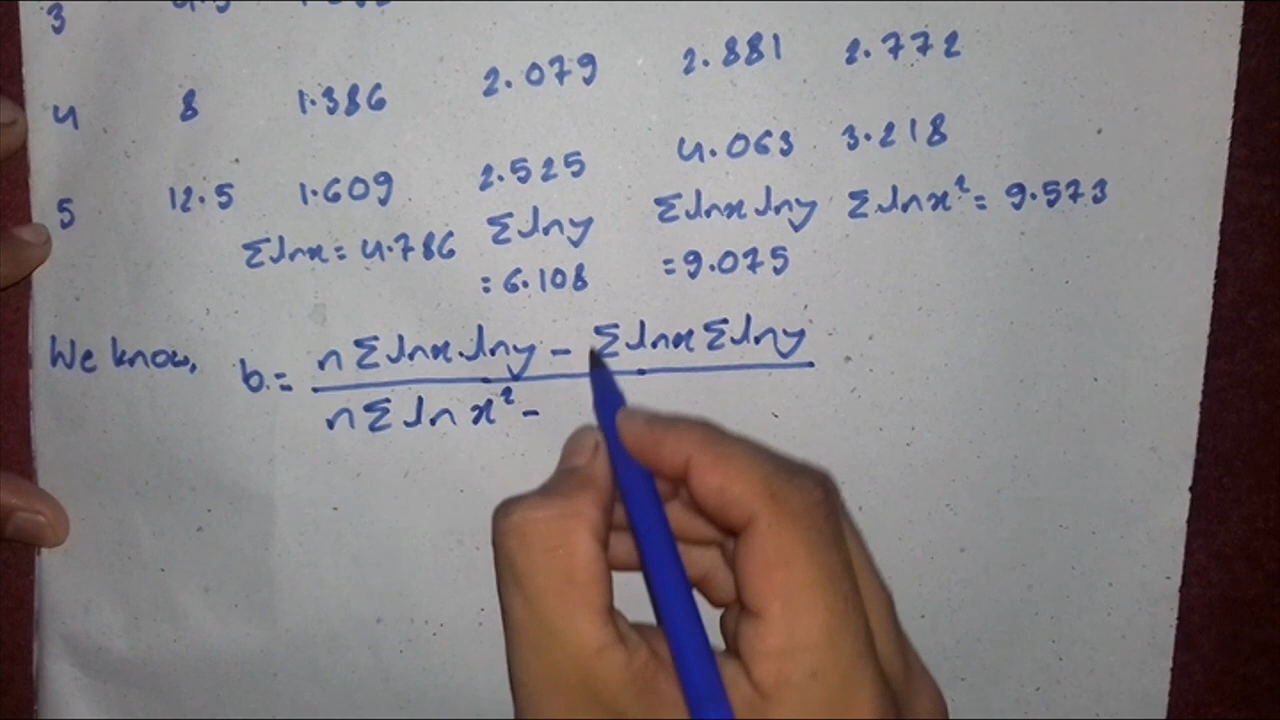 3
4 8 1.386 2.079 2.881 2.772
5 12.5 1.609 2.525 4.063 3.218
Σlnx = 4.786 Σlny = 6.108 Σlnx lny = 9.075 Σlnx² = 9.573
We know, b = (nΣlnx.lny - ΣlnxΣlny) / (nΣlnx² -